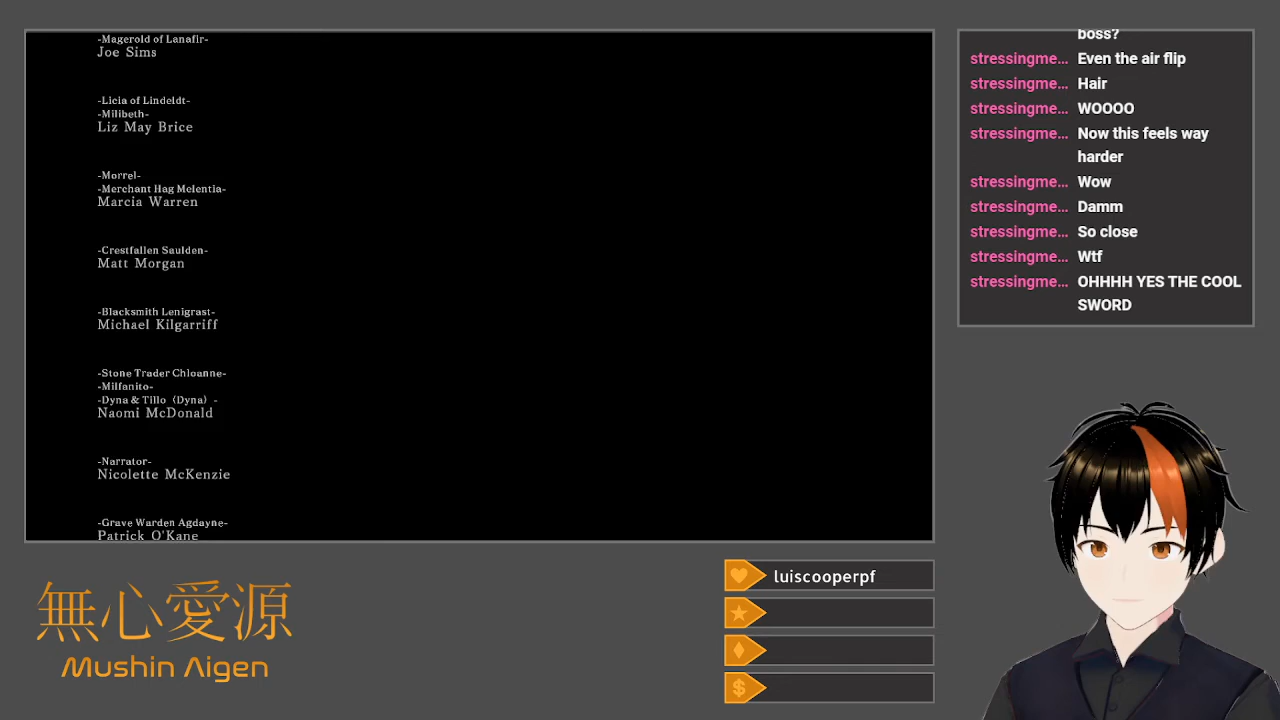 -Magerold of Lanafir-
Joe Sims
-Licia of Lindeldt-
-Milibeth-
Liz May Brice
-Morrel-
-Merchant Hag Melentia-
Marcia Warren
-Crestfallen Saulden-
Matt Morgan
-Blacksmith Lenigrast-
Michael Kilgarriff
-Stone Trader Chloanne-
-Milfanito-
-Dyna & Tillo（Dyna）-
Naomi McDonald
-Narrator-
Nicolette McKenzie
-Grave Warden Agdayne-
Patrick O'Kane
boss?
stressingme... Even the air flip
stressingme... Hair
stressingme... WOOOO
stressingme... Now this feels way
harder
stressingme... Wow
stressingme... Damm
stressingme... So close
stressingme... Wtf
stressingme... OHHHH YES THE COOL
SWORD
luiscooperpf
無心愛源
Mushin Aigen